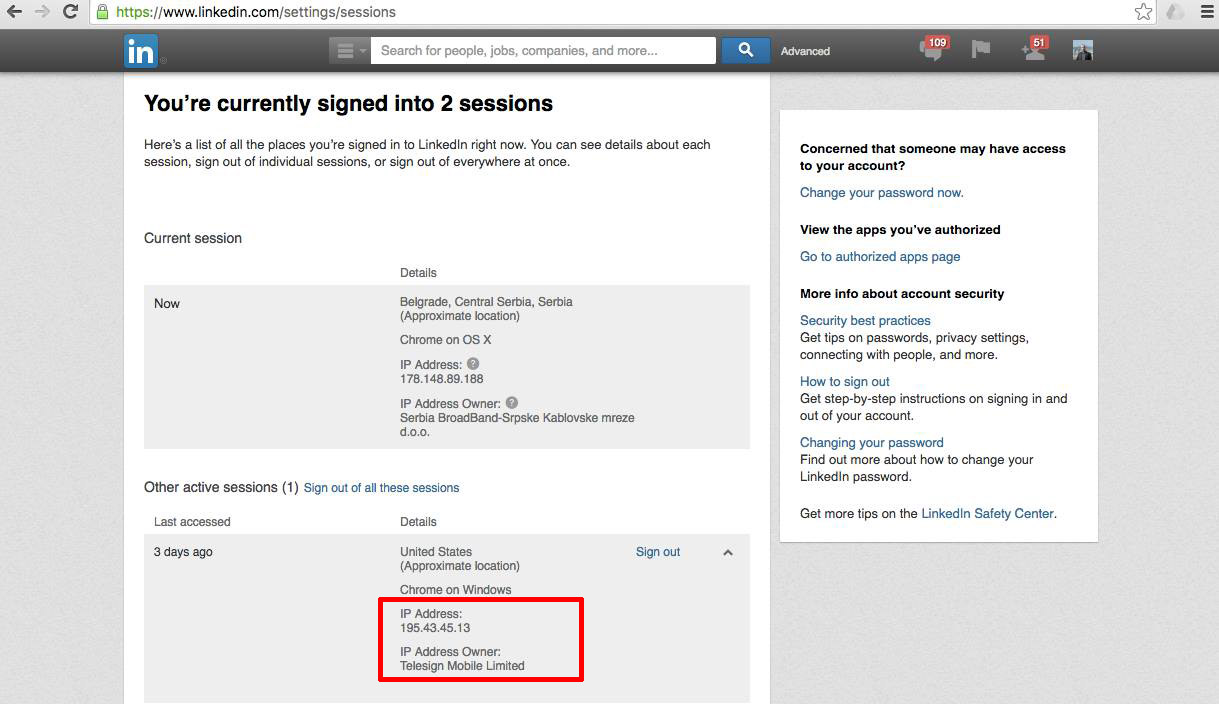 https://www.linkedin.com/settings/sessions
in
Search for people, jobs, companies, and more...
Advanced
109
51
You're currently signed into 2 sessions
Here's a list of all the places you're signed in to LinkedIn right now. You can see details about each
session, sign out of individual sessions, or sign out of everywhere at once.
Current session
Details
Now
Belgrade, Central Serbia, Serbia
(Approximate location)
Chrome on OS X
IP Address: ?
178.148.89.188
IP Address Owner: ?
Serbia BroadBand-Srpske Kablovske mreze
d.o.o.
Other active sessions (1) Sign out of all these sessions
Last accessed Details
3 days ago
United States
(Approximate location)
Sign out
Chrome on Windows
IP Address:
195.43.45.13
IP Address Owner:
Telesign Mobile Limited
Concerned that someone may have access
to your account?
Change your password now.
View the apps you've authorized
Go to authorized apps page
More info about account security
Security best practices
Get tips on passwords, privacy settings,
connecting with people, and more.
How to sign out
Get step-by-step instructions on signing in and
out of your account.
Changing your password
Find out more about how to change your
LinkedIn password.
Get more tips on the LinkedIn Safety Center.